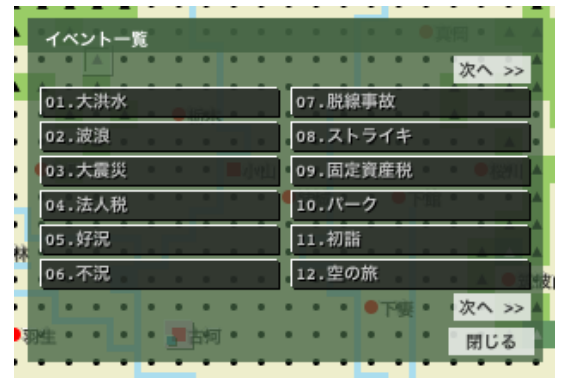 イベント一覧
次へ >>
01.大洪水
02.波浪
03.大震災
04.法人税
05.好況
06.不況
07.脱線事故
08.ストライキ
09.固定資産税
10.パーク
11.初詣
12.空の旅
次へ >>
閉じる
小山
下妻
羽生
古河